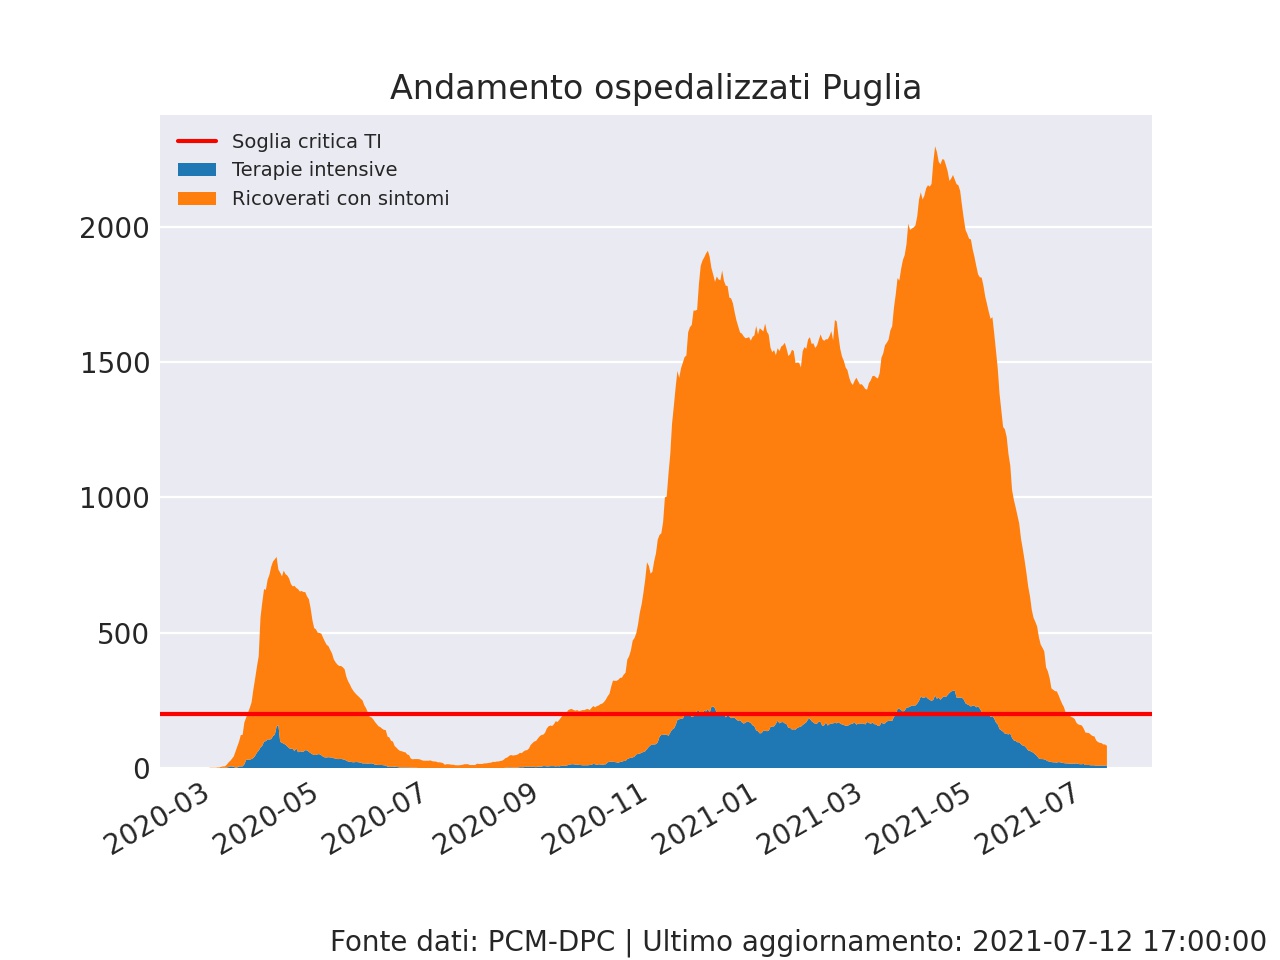 Andamento ospedalizzati Puglia
Soglia critica TI
Terapie intensive
Ricoverati con sintomi
2000
1500
1000
500
0
2020-03
2020-05
2020-07
2020-09
2020-11
2021-01
2021-03
2021-05
2021-07
Fonte dati: PCM-DPC | Ultimo aggiornamento: 2021-07-12 17:00:00